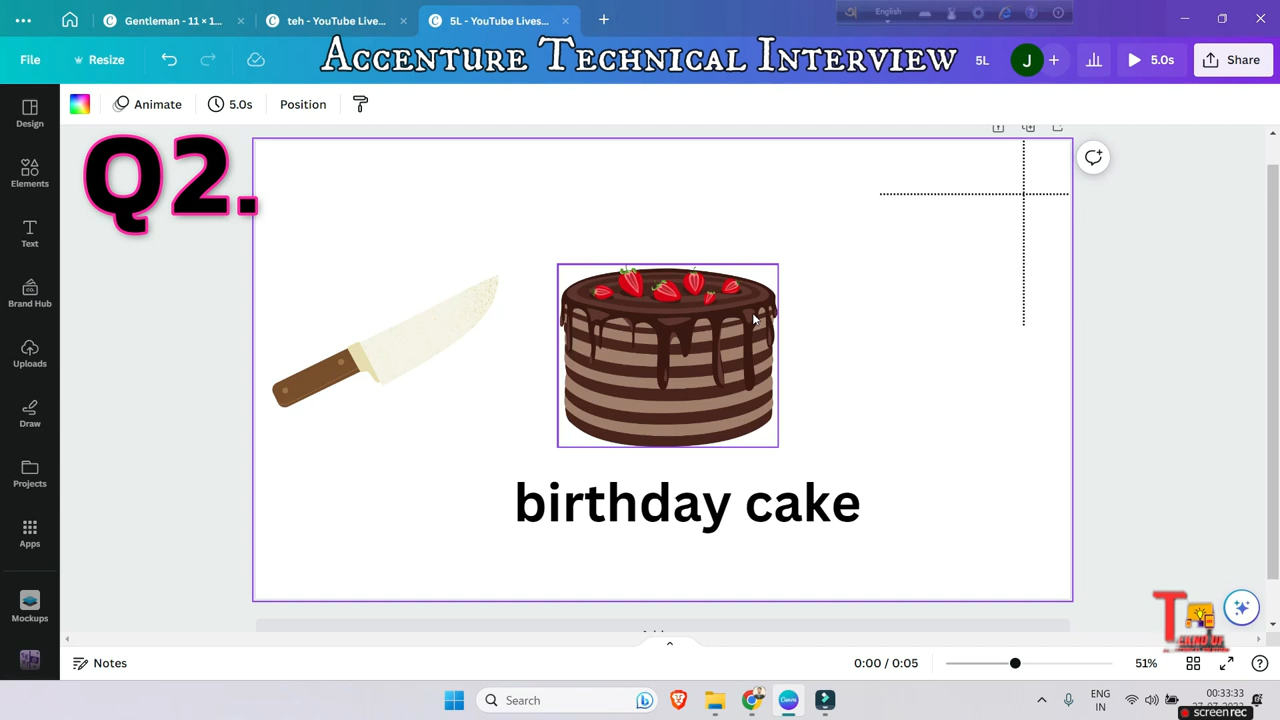 Gentleman - 11 × 1...
teh - YouTube Live...
5L - YouTube Lives...
English
File
Resize
Accenture Technical Interview
5L
J
5.0s
Share
Animate
5.0s
Position
Design
Elements
Text
Brand Hub
Uploads
Draw
Projects
Apps
Mockups
Q2.
birthday cake
Notes
0:00 / 0:05
51%
Search
ENG
IN
00:33:33
screenrec